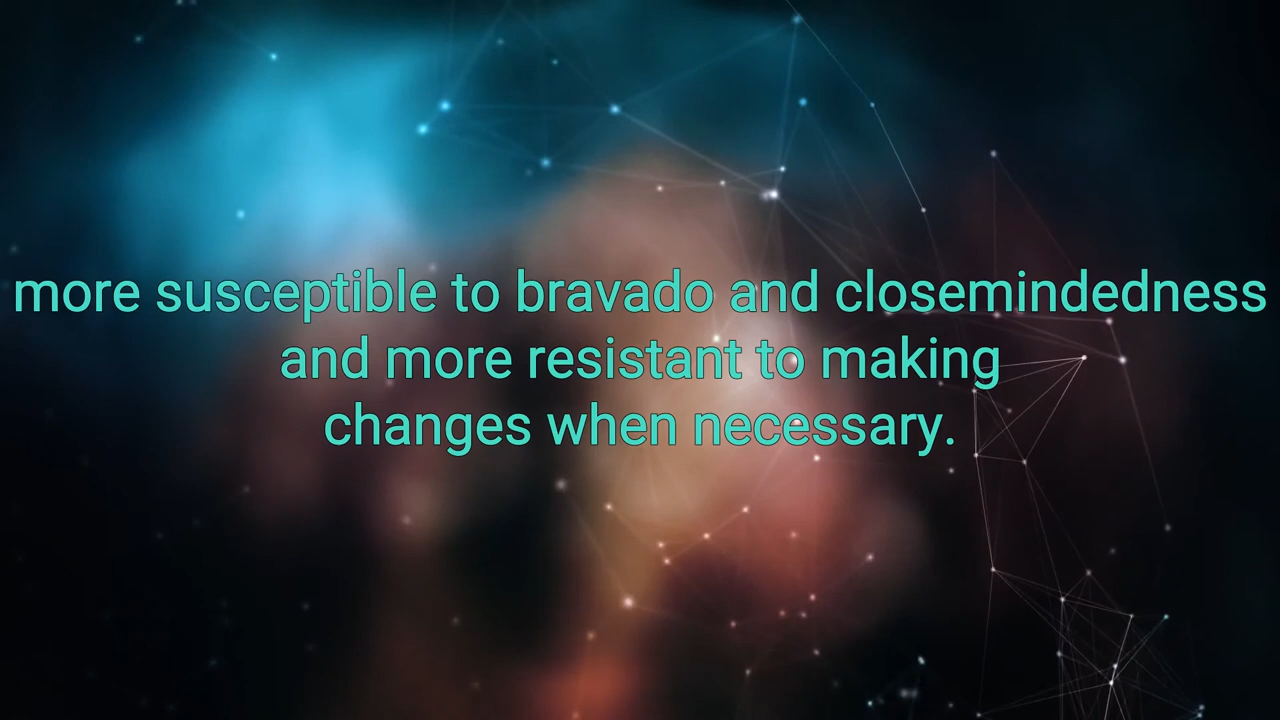 more susceptible to bravado and closemindedness
and more resistant to making
changes when necessary.